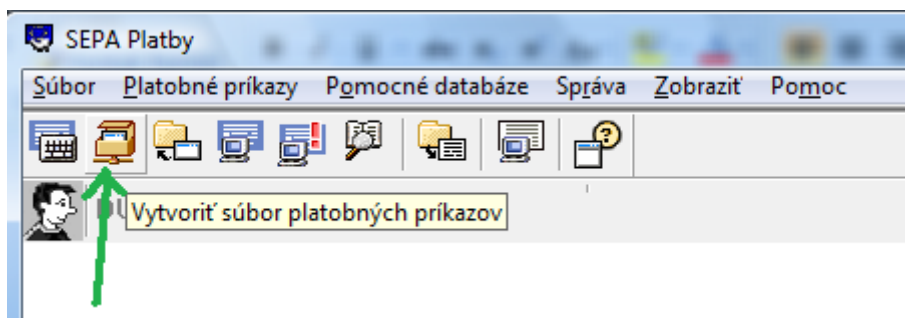 SEPA Platby
Súbor Platobné príkazy Pomocné databáze Správa Zobraziť Pomoc
Vytvoriť súbor platobných príkazov